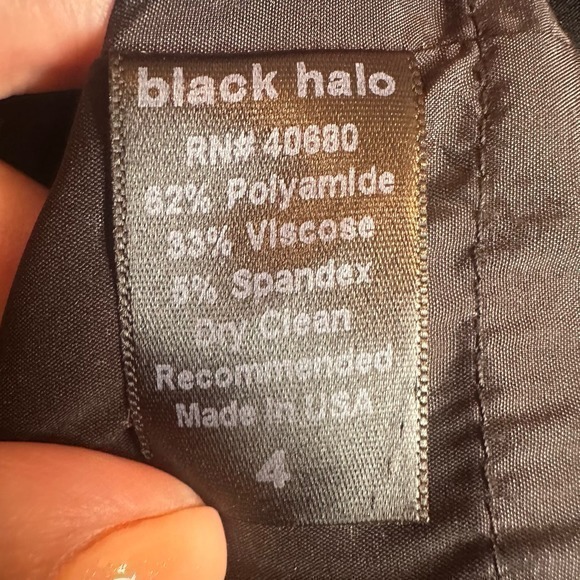 black halo
RN# 40680
62% Polyamide
33% Viscose
5% Spandex
Dry Clean
Recommended
Made in USA
4